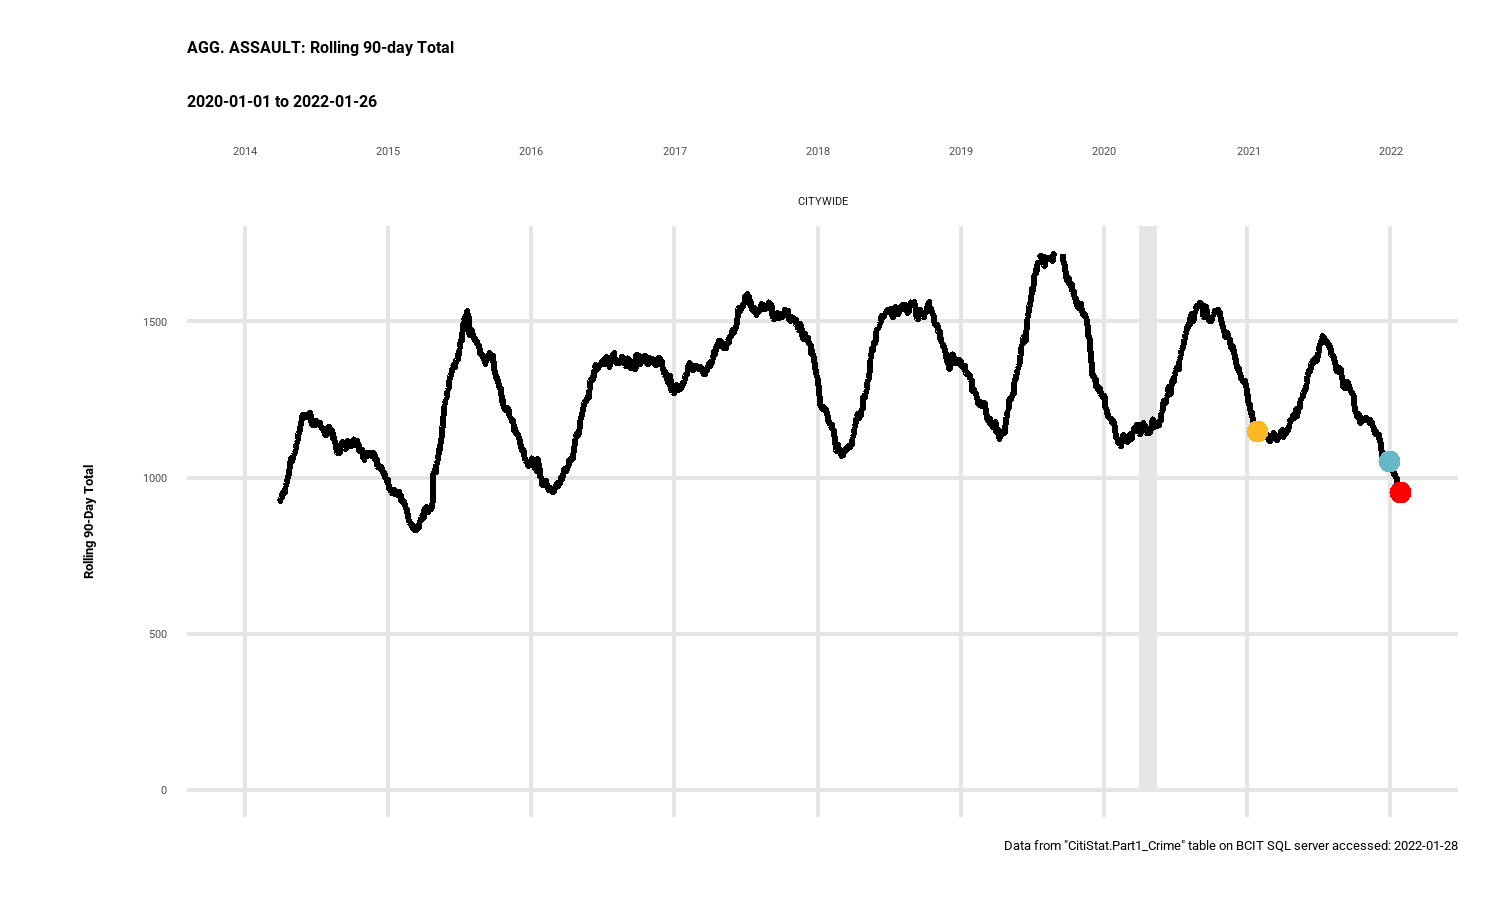 AGG. ASSAULT: Rolling 90-day Total
2020-01-01 to 2022-01-26
2014 2015 2016 2017 2018 2019 2020 2021 2022
CITYWIDE
1500
1000
500
0
Rolling 90-Day Total
Data from "CitiStat.Part1_Crime" table on BCIT SQL server accessed: 2022-01-28